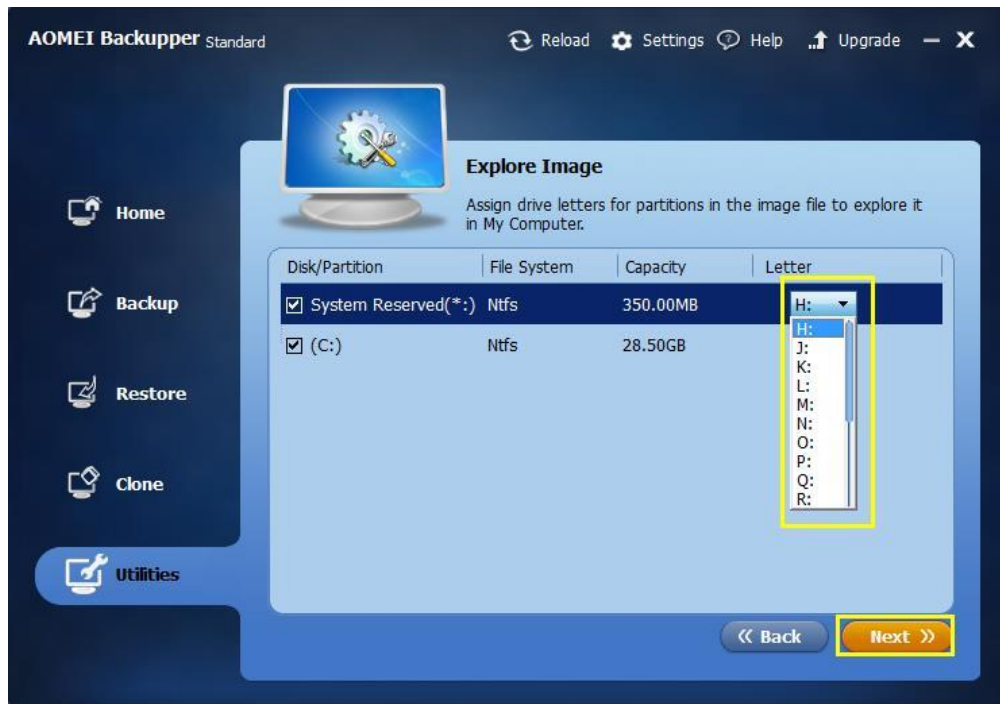 AOMEI Backupper Standard
Reload Settings Help Upgrade
Explore Image
Assign drive letters for partitions in the image file to explore it
in My Computer.
Home
Backup
Restore
Clone
Utilities
Disk/Partition File System Capacity Letter
System Reserved(*:) Ntfs 350.00MB H:
(C:) Ntfs 28.50GB
H:
J:
K:
L:
M:
N:
O:
P:
Q:
R:
Back Next